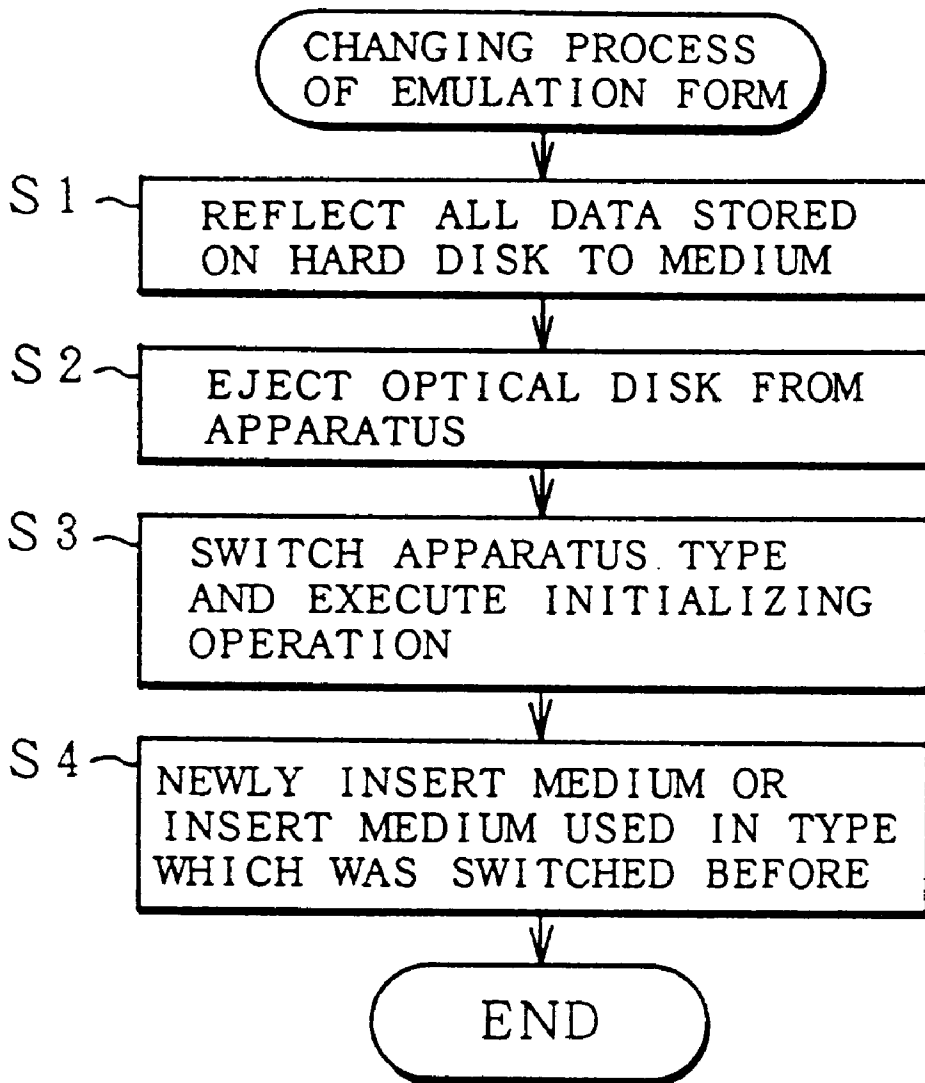 CHANGING PROCESS
OF EMULATION FORM
S1
REFLECT ALL DATA STORED
ON HARD DISK TO MEDIUM
S2
EJECT OPTICAL DISK FROM
APPARATUS
S3
SWITCH APPARATUS TYPE
AND EXECUTE INITIALIZING
OPERATION
S4
NEWLY INSERT MEDIUM OR
INSERT MEDIUM USED IN TYPE
WHICH WAS SWITCHED BEFORE
END